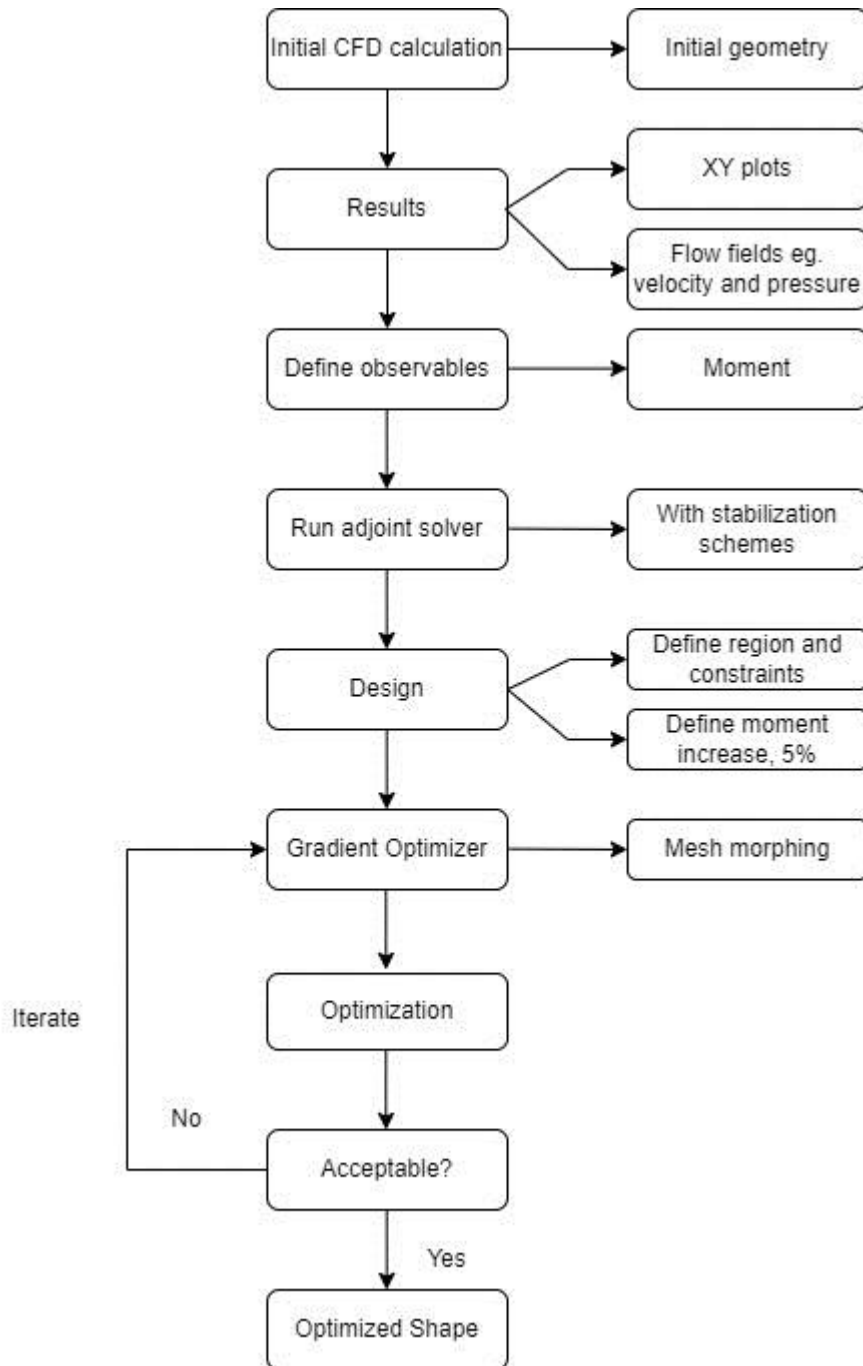 Initial CFD calculation
Initial geometry
XY plots
Results
Flow fields eg.
velocity and pressure
Define observables
Moment
Run adjoint solver
With stabilization
schemes
Define region and
constraints
Design
Define moment
increase, 5%
Gradient Optimizer
Mesh morphing
Optimization
Iterate
No
Acceptable?
Yes
Optimized Shape